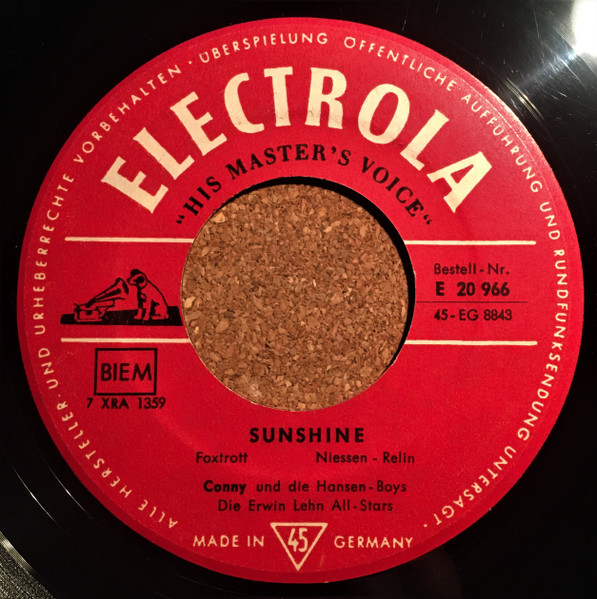 ALLE HERSTELLER- UND URHEBERRECHTE VORBEHALTEN · ÜBERSPIELUNG ÖFFENTLICHE AUFFÜHRUNG UND RUNDFUNKSENDUNG UNTERSAGT ·
ELECTROLA
"HIS MASTER'S VOICE"
Bestell-Nr.
E 20 966
45-EG 8843
BIEM
7 XRA 1359
SUNSHINE
Foxtrott Niessen - Relin
Conny und die Hansen-Boys
Die Erwin Lehn All-Stars
MADE IN 45 GERMANY